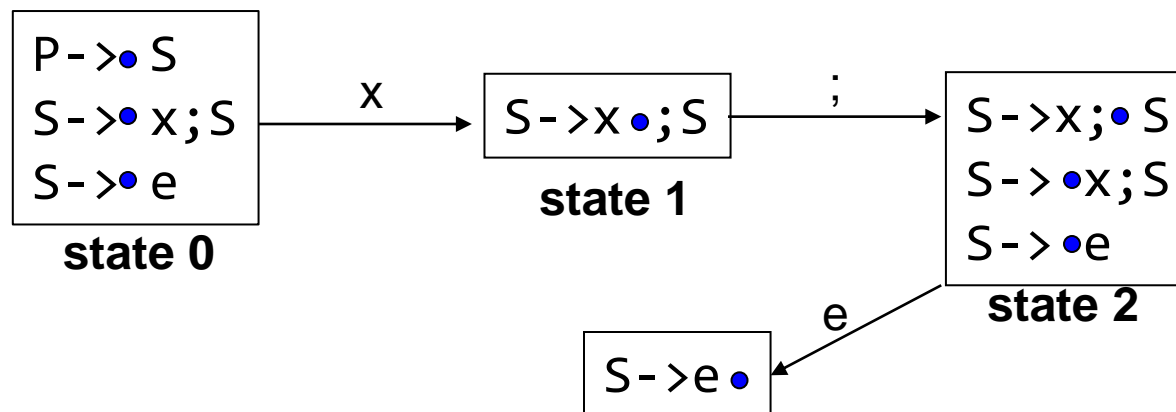 P->• S
S->• x;S
S->• e
state 0
x
S->x•;S
state 1
;
S->x;• S
S-> •x;S
S-> •e
state 2
e
S->e•